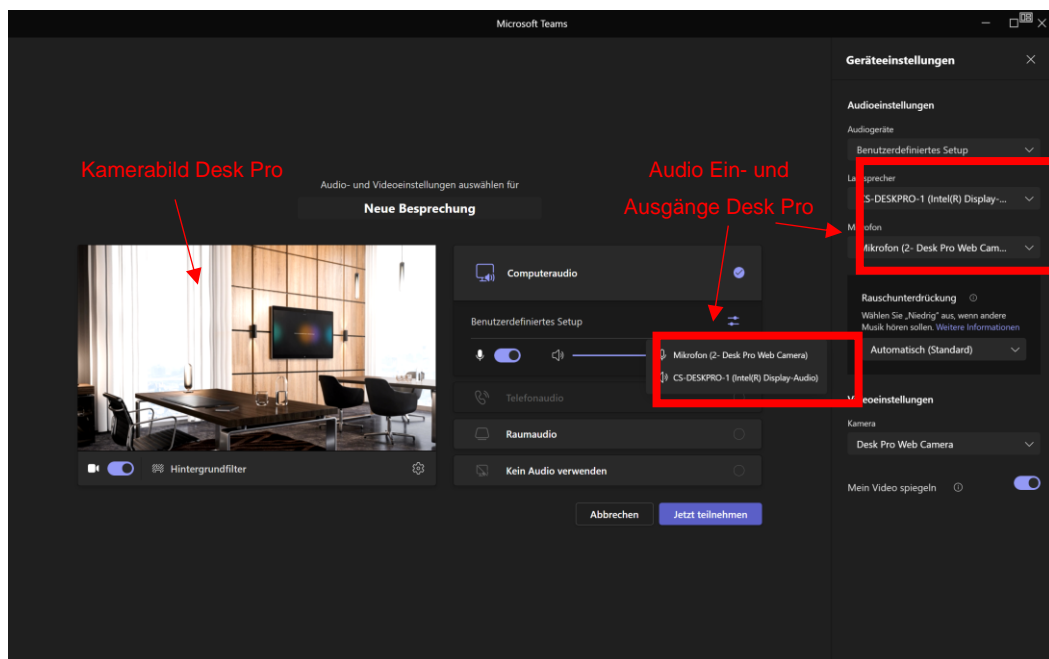 Microsoft Teams
DB
Geräteeinstellungen
Audioeinstellungen
Audiogeräte
Benutzerdefiniertes Setup
CS-DESKPRO-1 (Intel(R) Display-...
Mikrofon (2- Desk Pro Web Cam...
Rauschunterdrückung
Wählen Sie „Niedrig" aus, wenn andere
Musik hören sollen. Weitere Informationen
Automatisch (Standard)
Videoeinstellungen
Kamera
Desk Pro Web Camera
Mein Video spiegeln
Kamerabild Desk Pro
Audio Ein- und
Ausgänge Desk Pro
Audio- und Videoeinstellungen auswählen für
Neue Besprechung
Computeraudio
Benutzerdefiniertes Setup
Mikrofon (2- Desk Pro Web Camera)
CS-DESKPRO-1 (Intel(R) Display-Audio)
Telefonaudio
Raumaudio
Kein Audio verwenden
Hintergrundfilter
Abbrechen
Jetzt teilnehmen